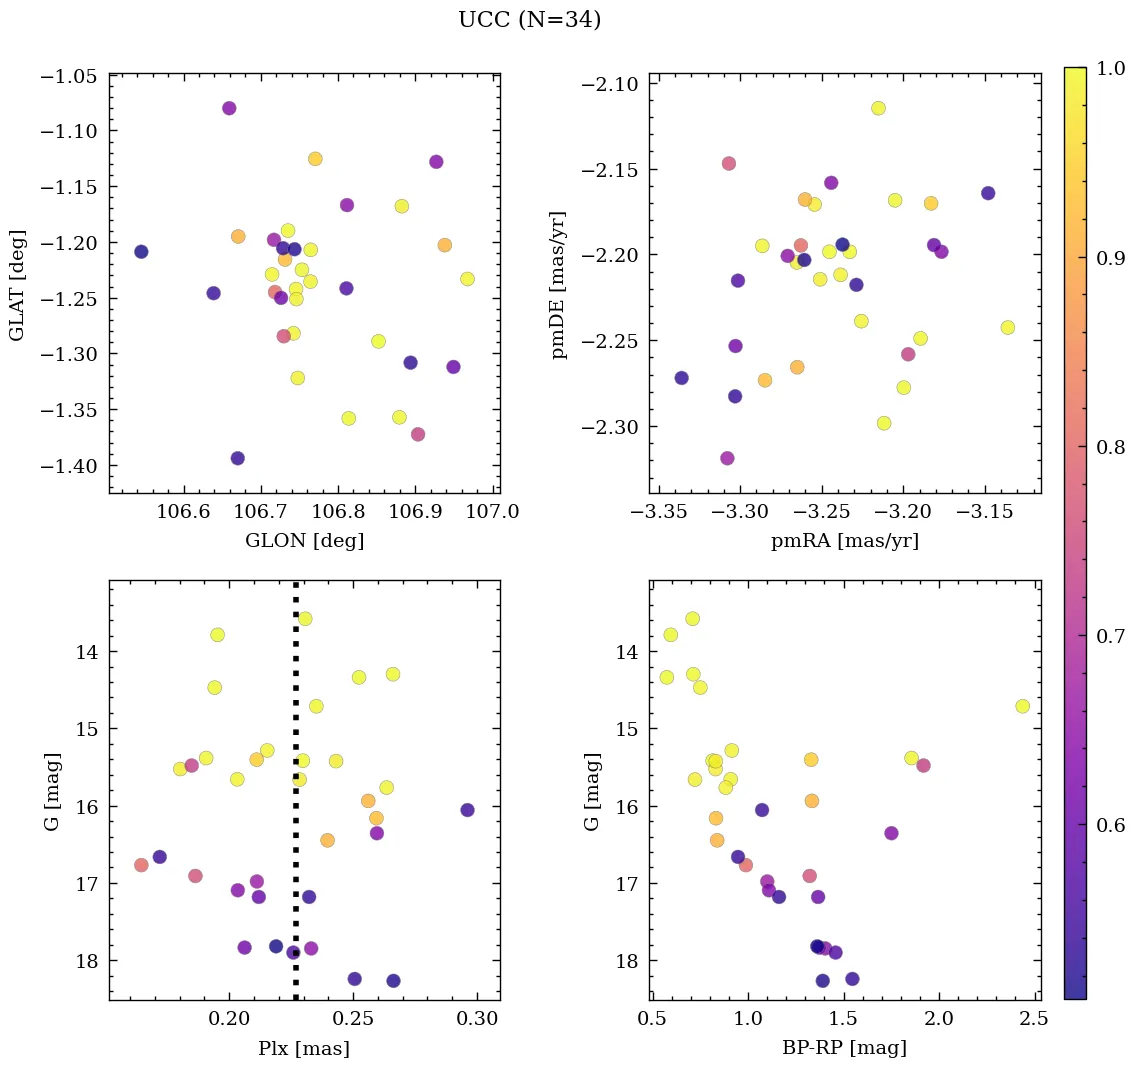 UCC (N=34)
−1.05
−1.10
−1.15
−1.20
−1.25
−1.30
−1.35
−1.40
GLAT [deg]
106.6 106.7 106.8 106.9 107.0
GLON [deg]
−2.10
−2.15
−2.20
−2.25
−2.30
pmDE [mas/yr]
−3.35 −3.30 −3.25 −3.20 −3.15
pmRA [mas/yr]
14
15
16
17
18
G [mag]
0.20 0.25 0.30
Plx [mas]
14
15
16
17
18
G [mag]
0.5 1.0 1.5 2.0 2.5
BP-RP [mag]
1.0
0.9
0.8
0.7
0.6